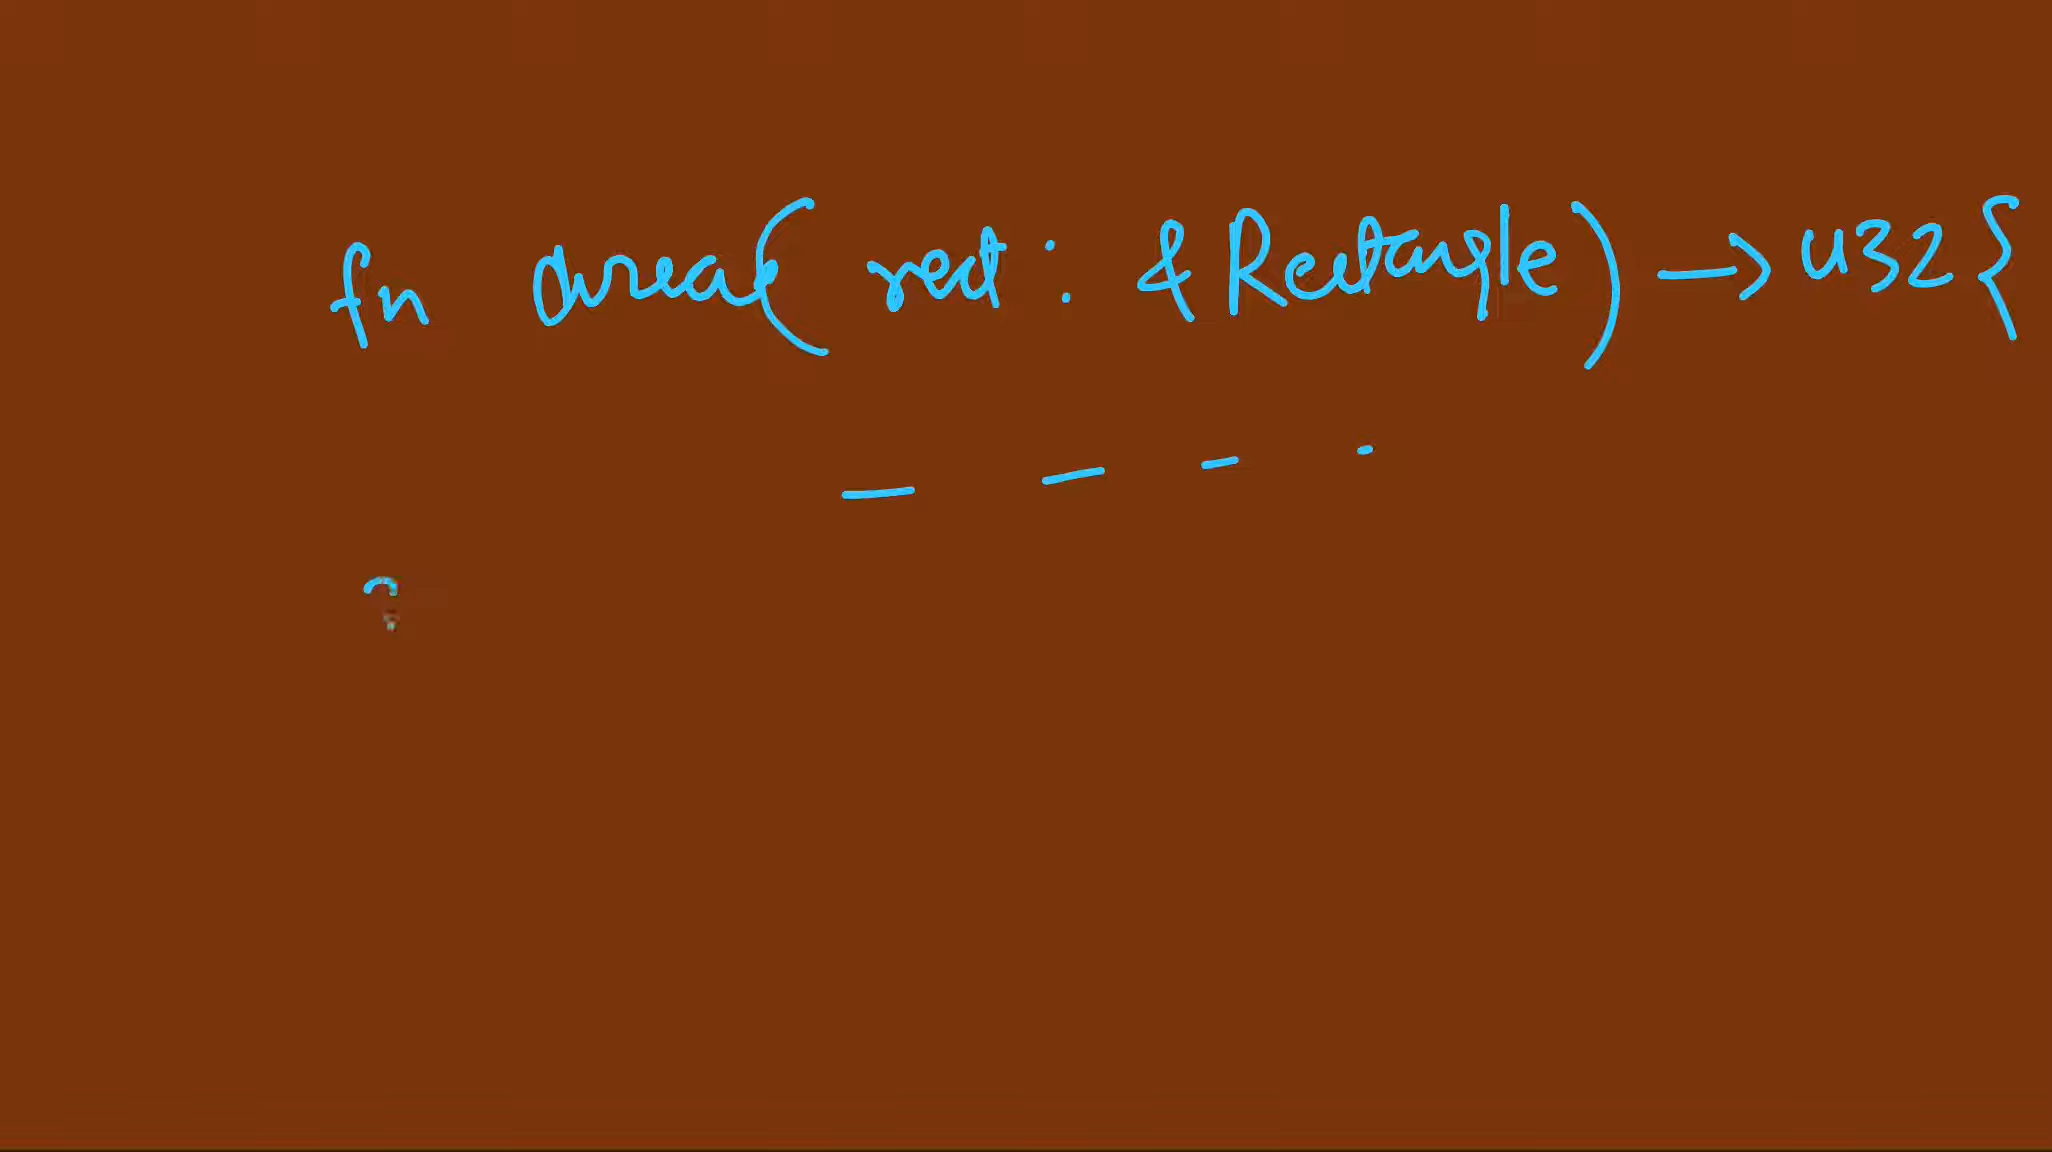 fn area( rect : &Rectangle) → u32 {
— — - .